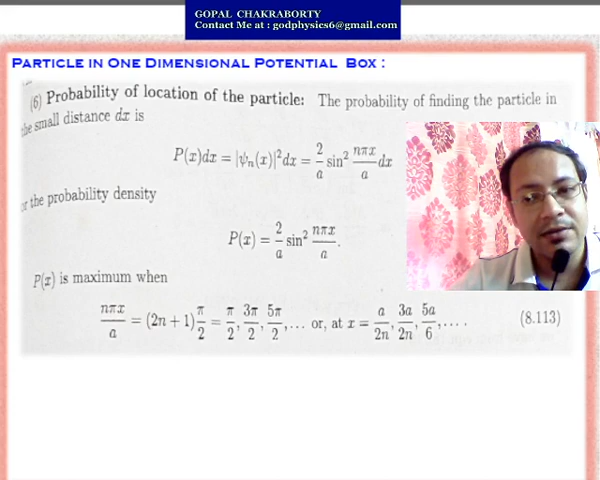 GOPAL CHAKRABORTY
Contact Me at : godphysics6@gmail.com
PARTICLE IN ONE DIMENSIONAL POTENTIAL BOX :
(6) Probability of location of the particle: The probability of finding the particle in
the small distance dx is
P(x)dx = |ψₙ(x)|²dx = 2/a sin² nπx/a dx
or the probability density
P(x) = 2/a sin² nπx/a.
P(x) is maximum when
nπx/a = (2n + 1) π/2 = π/2, 3π/2, 5π/2, ... or, at x = a/2n, 3a/2n, 5a/6, .... (8.113)